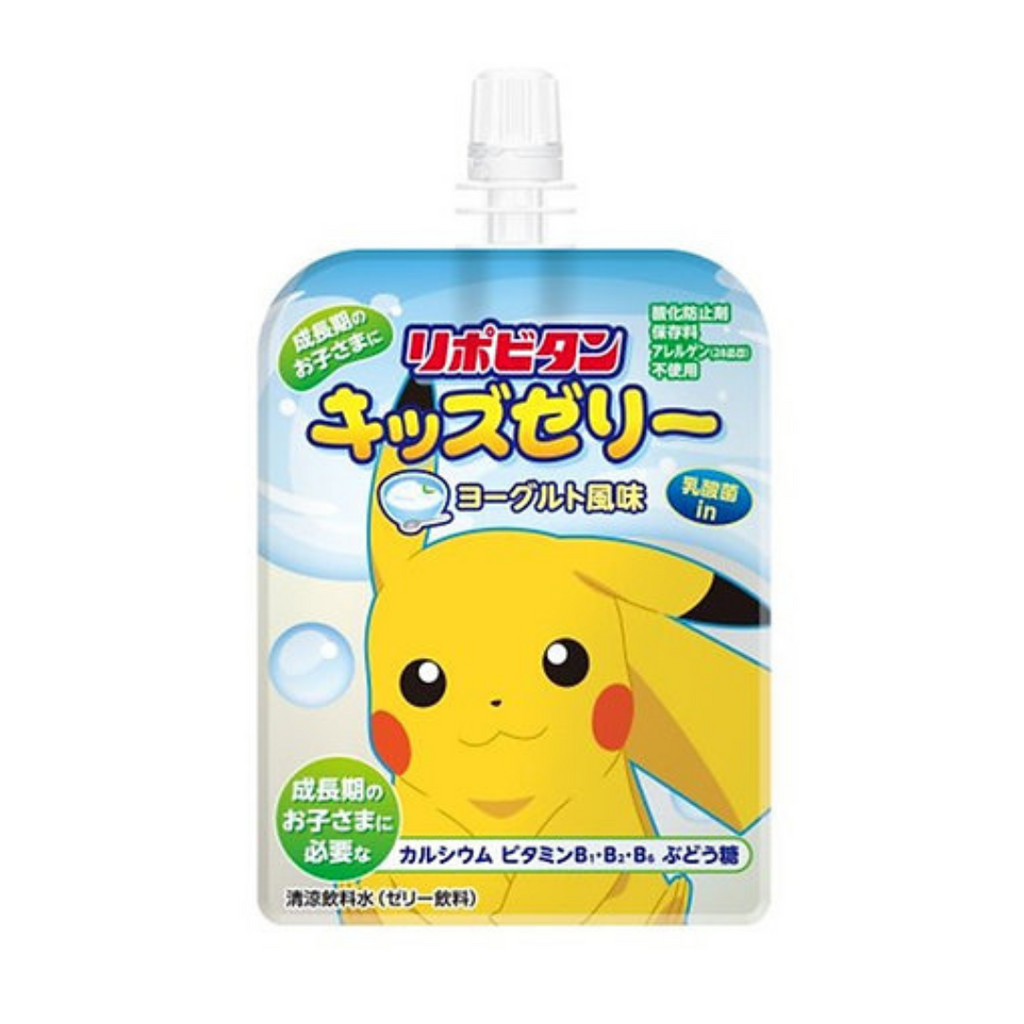 成長期の
お子さまに
リポビタン
キッズゼリー
酸化防止剤
保存料
アレルゲン(28品目)
不使用
ヨーグルト風味
乳酸菌
in
成長期の
お子さまに
必要な
カルシウム ビタミンB₁・B₂・B₆ ぶどう糖
清涼飲料水(ゼリー飲料)